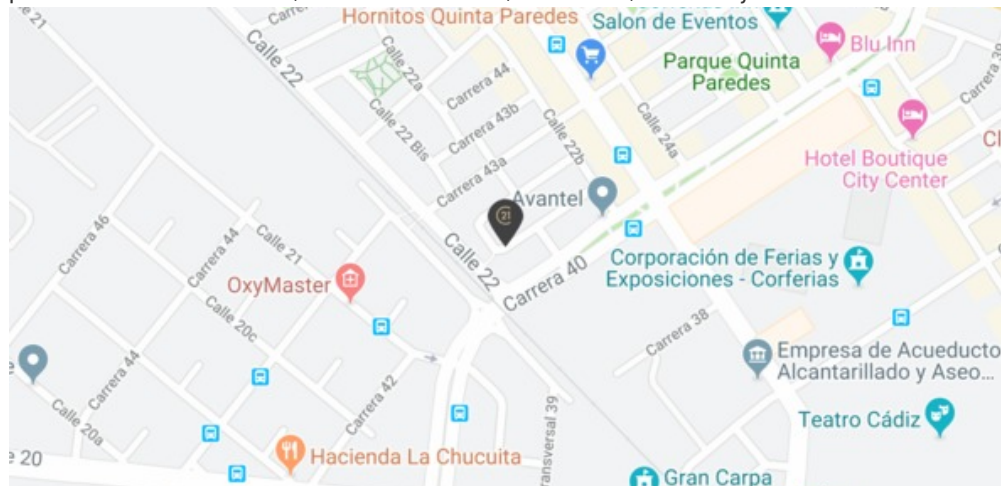 Hornitos Quinta Paredes
Salon de Eventos
Blu Inn
Parque Quinta
Paredes
Calle 22
Calle 22a
Carrera 44
Carrera 43b
Calle 22b
Calle 24a
Calle 22 Bis
Carrera 43a
Hotel Boutique
City Center
Avantel
21
Calle 22
Carrera 40
Corporación de Ferias y
Exposiciones - Corferias
Carrera 46
Carrera 44
Calle 21
OxyMaster
Calle 20c
Carrera 38
Empresa de Acueducto
Alcantarillado y Aseo...
Carrera 44
Carrera 42
Calle 20a
Teatro Cádiz
20
Hacienda La Chucuita
Gran Carpa